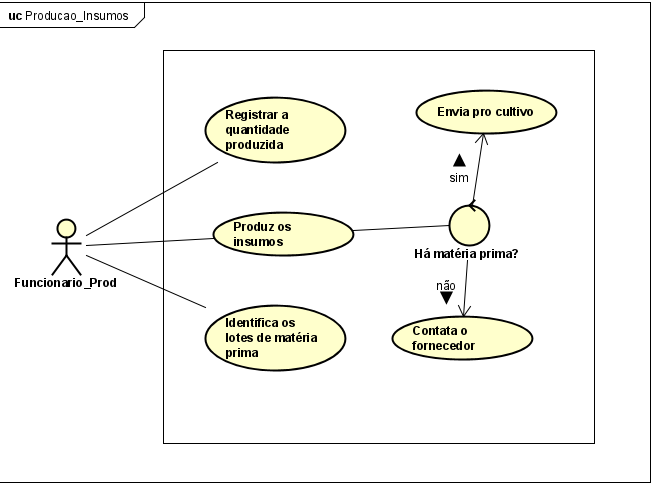 uc Producao_Insumos
Registrar a
quantidade
produzida
Envia pro cultivo
sim
Produz os
insumos
Há matéria prima?
Funcionario_Prod
não
Identifica os
lotes de matéria
prima
Contata o
fornecedor